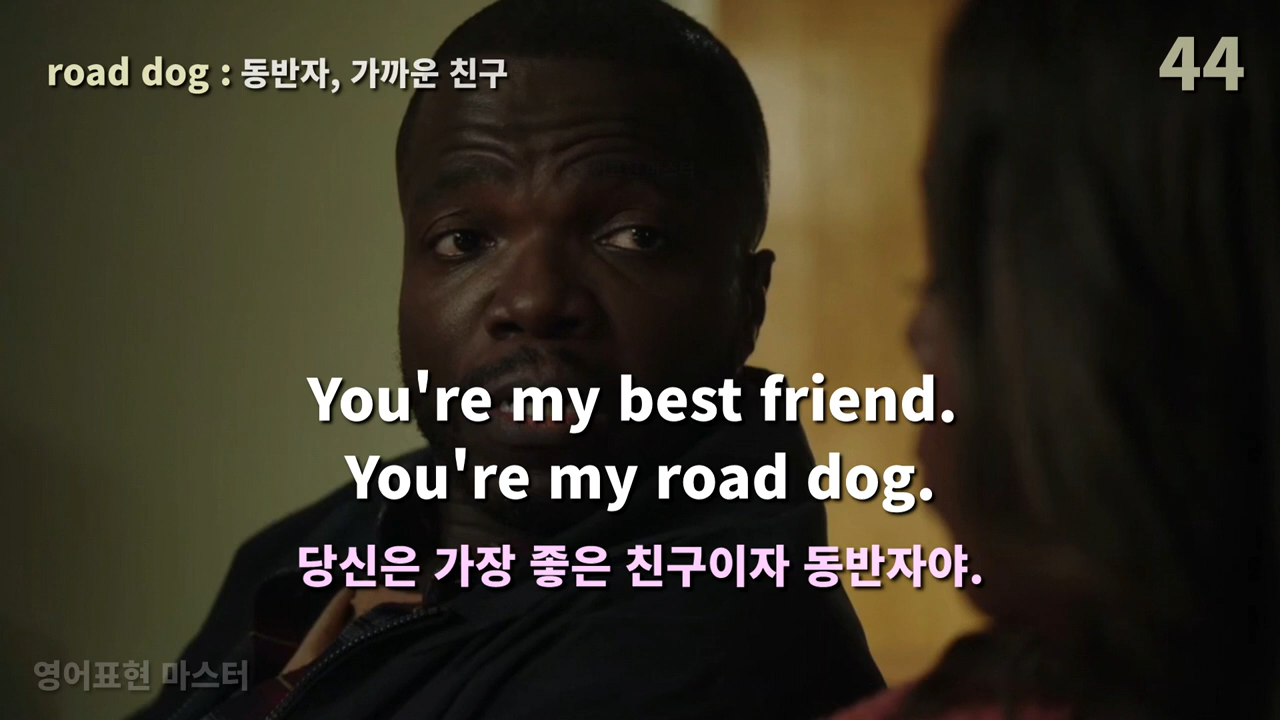 road dog : 동반자, 가까운 친구
44
You're my best friend.
You're my road dog.
당신은 가장 좋은 친구이자 동반자야.
영어표현 마스터